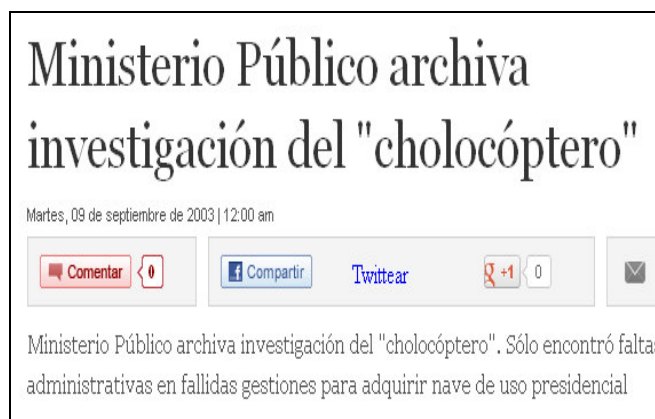 Ministerio Público archiva
investigación del "cholocóptero"
Martes, 09 de septiembre de 2003 | 12:00 am
Comentar 0 Compartir Twittear +1 0
Ministerio Público archiva investigación del "cholocóptero". Sólo encontró faltas
administrativas en fallidas gestiones para adquirir nave de uso presidencial